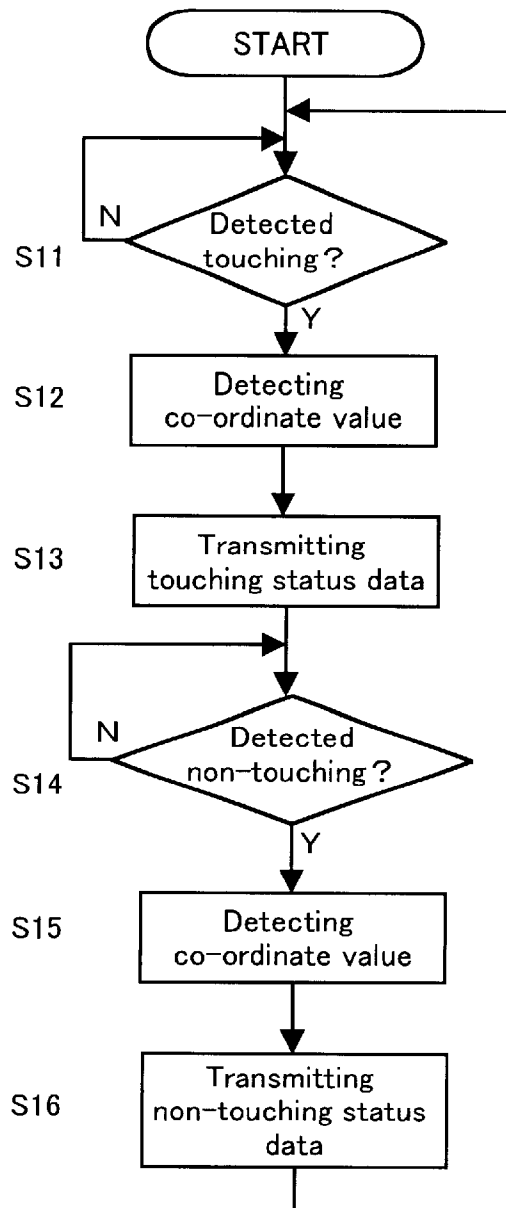 START
N
Detected
touching?
S11
Y
S12
Detecting
co-ordinate value
S13
Transmitting
touching status data
N
Detected
non-touching?
S14
Y
S15
Detecting
co-ordinate value
S16
Transmitting
non-touching status
data